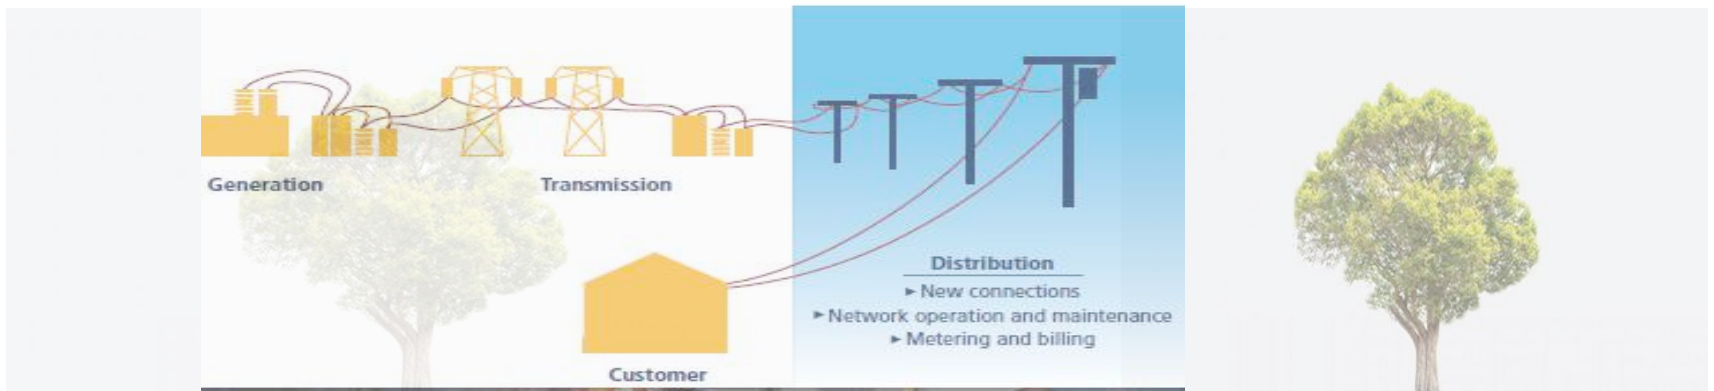 Generation
Transmission
Distribution
▸ New connections
▸ Network operation and maintenance
▸ Metering and billing
Customer